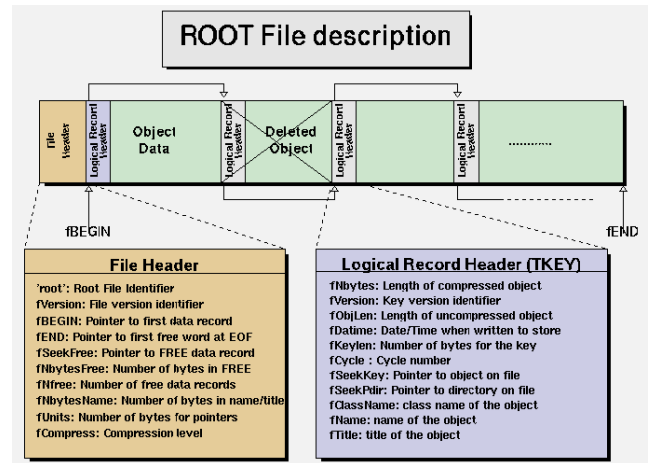 ROOT File description
File Header
Logical Record Header
Object Data
Logical Record Header
Deleted Object
Logical Record Header
Logical Record Header
...........
fBEGIN
fEND
File Header
'root': Root File Identifier
fVersion: File version identifier
fBEGIN: Pointer to first data record
fEND: Pointer to first free word at EOF
fSeekFree: Pointer to FREE data record
fNbytesFree: Number of bytes in FREE
fNfree: Number of free data records
fNbytesName: Number of bytes in name/title
fUnits: Number of bytes for pointers
fCompress: Compression level
Logical Record Header (TKEY)
fNbytes: Length of compressed object
fVersion: Key version identifier
fObjLen: Length of uncompressed object
fDatime: Date/Time when written to store
fKeylen: Number of bytes for the key
fCycle : Cycle number
fSeekKey: Pointer to object on file
fSeekPdir: Pointer to directory on file
fClassName: class name of the object
fName: name of the object
fTitle: title of the object